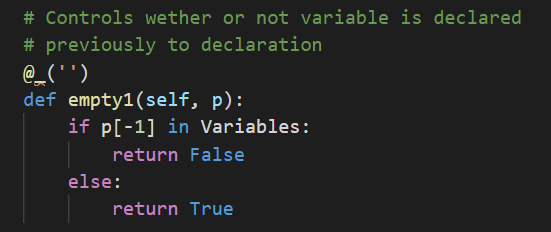 # Controls wether or not variable is declared
# previously to declaration
@_('')
def empty1(self, p):
    if p[-1] in Variables:
        return False
    else:
        return True